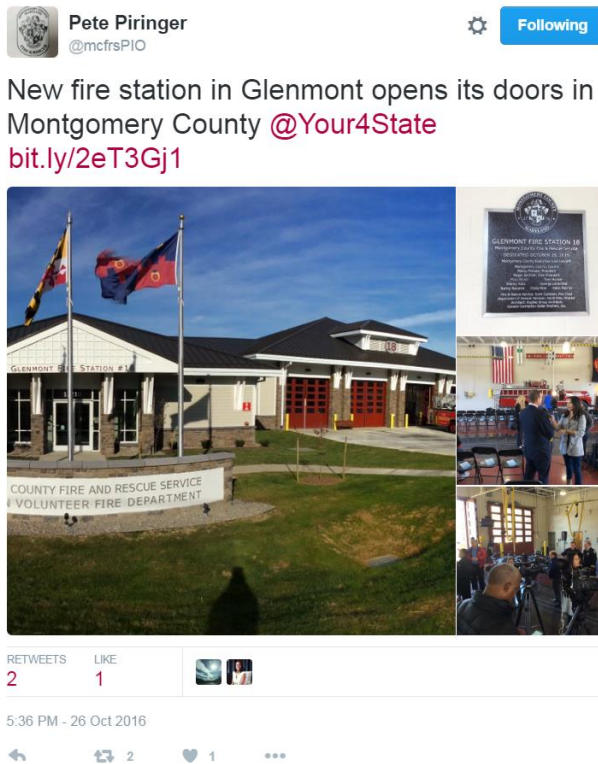 Pete Piringer
@mcfrsPIO
Following
New fire station in Glenmont opens its doors in
Montgomery County @Your4State
bit.ly/2eT3Gj1
GLENMONT FIRE STATION #18
18
COUNTY FIRE AND RESCUE SERVICE
VOLUNTEER FIRE DEPARTMENT
GLENMONT FIRE STATION 18
Montgomery County Fire & Rescue Service
RETWEETS
LIKE
2
1
5:36 PM - 26 Oct 2016
2
1